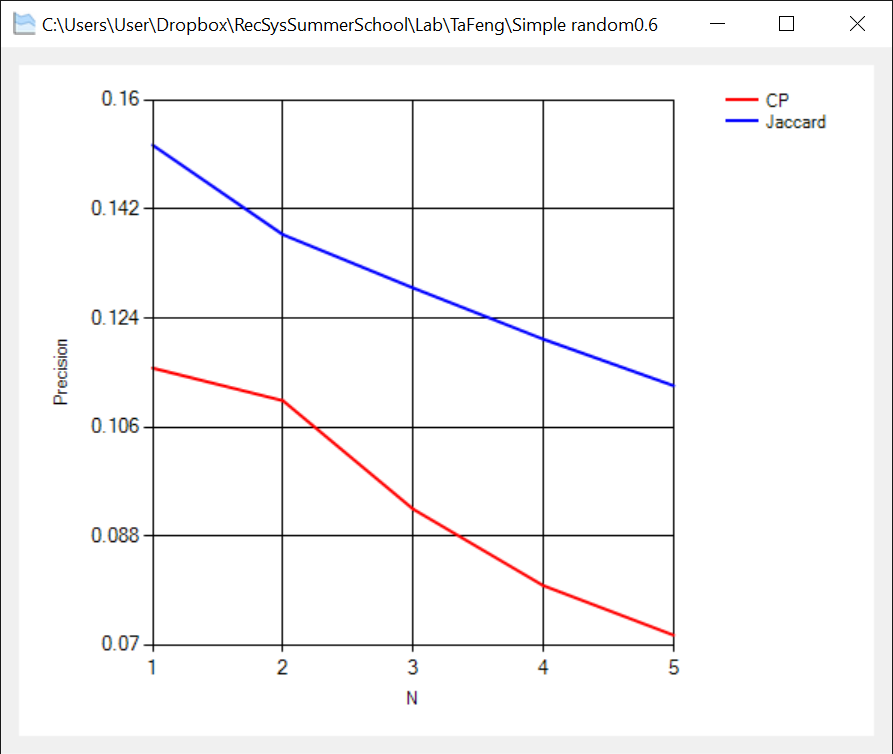 C:\Users\User\Dropbox\RecSysSummerSchool\Lab\TaFeng\Simple random0.6
CP
Jaccard
0.16
0.142
0.124
0.106
0.088
0.07
Precision
1 2 3 4 5
N